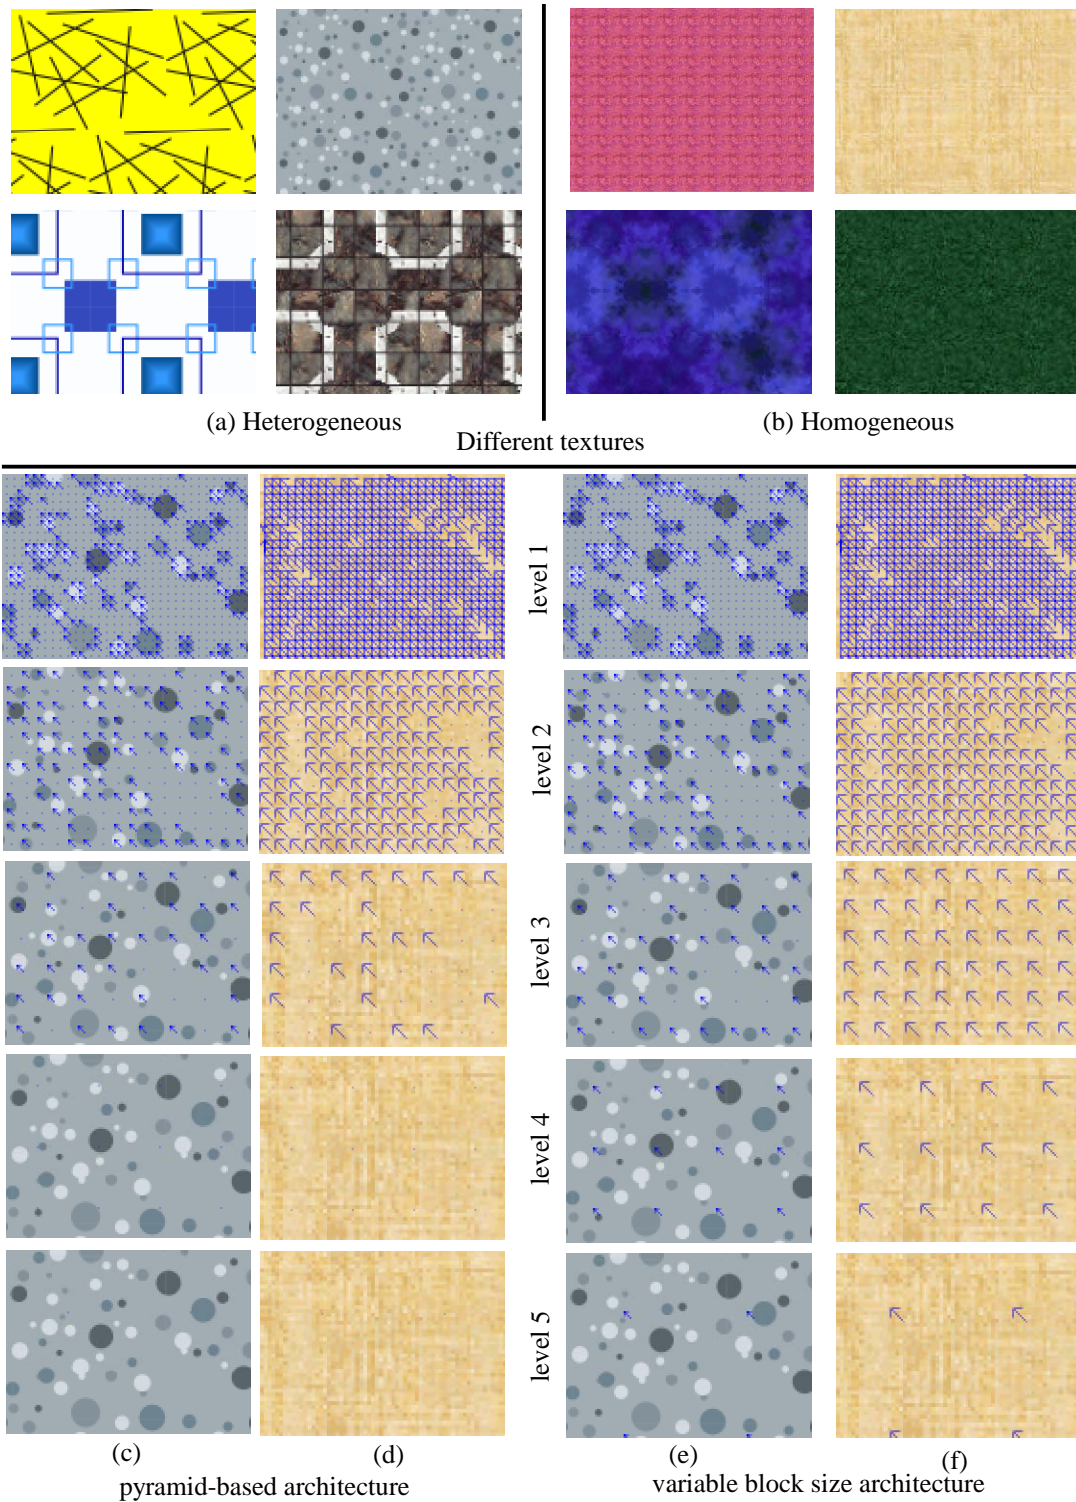 (a) Heterogeneous
(b) Homogeneous
Different textures
level 1
level 2
level 3
level 4
level 5
(c)
(d)
(e)
(f)
pyramid-based architecture
variable block size architecture